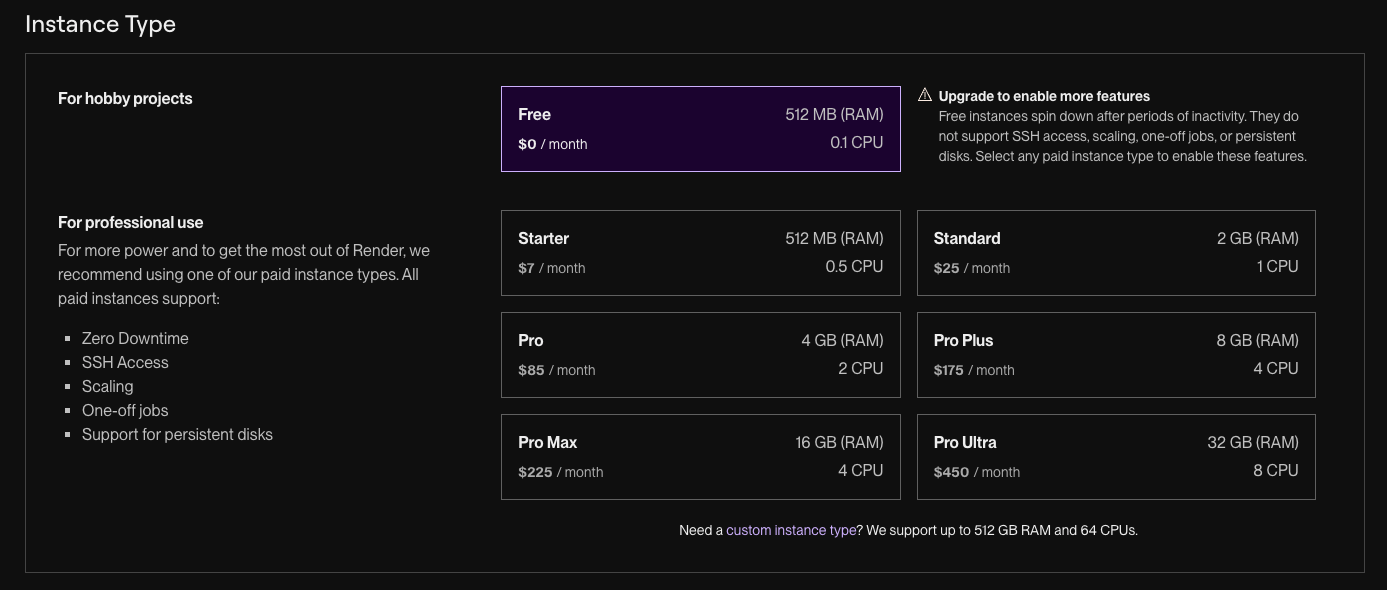 Instance Type
For hobby projects
Free
512 MB (RAM)
$0 / month
0.1 CPU
⚠ Upgrade to enable more features
Free instances spin down after periods of inactivity. They do
not support SSH access, scaling, one-off jobs, or persistent
disks. Select any paid instance type to enable these features.
For professional use
For more power and to get the most out of Render, we
recommend using one of our paid instance types. All
paid instances support:
▪ Zero Downtime
▪ SSH Access
▪ Scaling
▪ One-off jobs
▪ Support for persistent disks
Starter
512 MB (RAM)
$7 / month
0.5 CPU
Standard
2 GB (RAM)
$25 / month
1 CPU
Pro
4 GB (RAM)
$85 / month
2 CPU
Pro Plus
8 GB (RAM)
$175 / month
4 CPU
Pro Max
16 GB (RAM)
$225 / month
4 CPU
Pro Ultra
32 GB (RAM)
$450 / month
8 CPU
Need a custom instance type? We support up to 512 GB RAM and 64 CPUs.